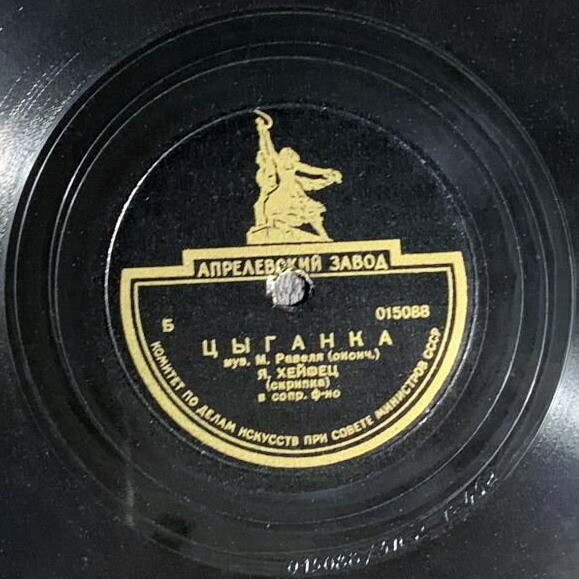 АПРЕЛЕВСКИЙ ЗАВОД
Б 015088
ЦЫГАНКА
муз. М. Равеля (оконч.)
Я. ХЕЙФЕЦ
(скрипка)
в сопр. ф-но
КОМИТЕТ ПО ДЕЛАМ ИСКУССТВ ПРИ СОВЕТЕ МИНИСТРОВ СССР
015088/